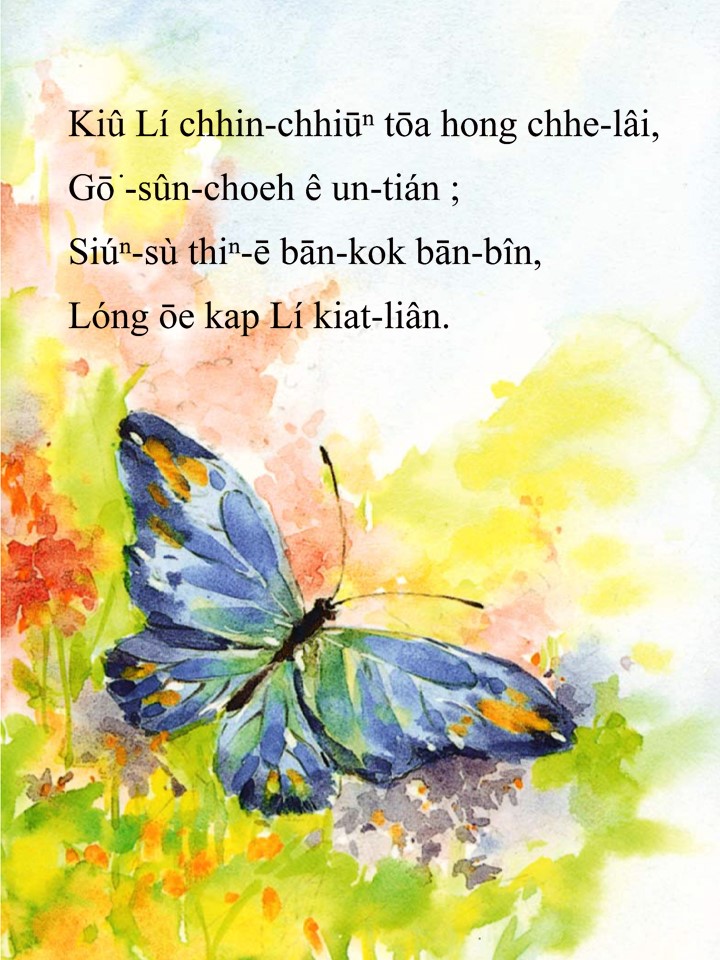 Kiû Lí chhin-chhiūⁿ tōa hong chhe-lâi,
Gō͘-sûn-choeh ê un-tián ;
Siúⁿ-sù thiⁿ-ē bān-kok bān-bîn,
Lóng ōe kap Lí kiat-liân.